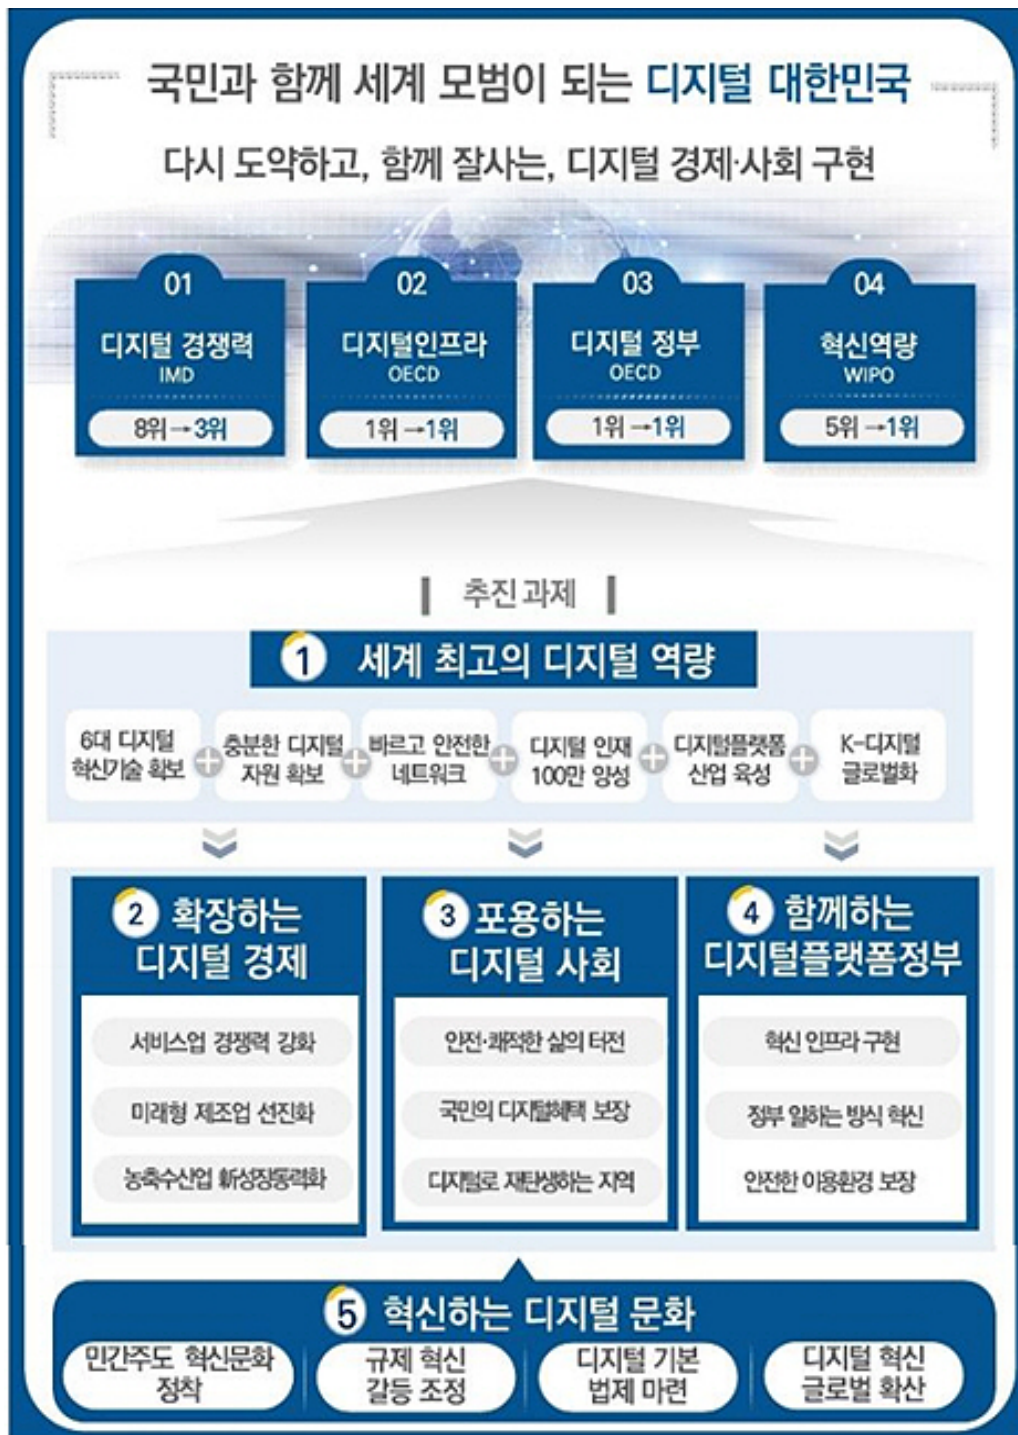 국민과 함께 세계 모범이 되는 디지털 대한민국
다시 도약하고, 함께 잘사는, 디지털 경제·사회 구현
01
디지털 경쟁력
IMD
8위→3위
02
디지털인프라
OECD
1위→1위
03
디지털 정부
OECD
1위→1위
04
혁신역량
WIPO
5위→1위
추진 과제
1 세계 최고의 디지털 역량
6대 디지털
혁신기술 확보
+
충분한 디지털
자원 확보
+
바르고 안전한
네트워크
+
디지털 인재
100만 양성
+
디지털플랫폼
산업 육성
+
K-디지털
글로벌화
2 확장하는
디지털 경제
서비스업 경쟁력 강화
미래형 제조업 선진화
농축수산업 新성장동력화
3 포용하는
디지털 사회
안전·쾌적한 삶의 터전
국민의 디지털혜택 보장
디지털로 재탄생하는 지역
4 함께하는
디지털플랫폼정부
혁신 인프라 구현
정부 일하는 방식 혁신
안전한 이용환경 보장
5 혁신하는 디지털 문화
민간주도 혁신문화
정착
규제 혁신
갈등 조정
디지털 기본
법제 마련
디지털 혁신
글로벌 확산